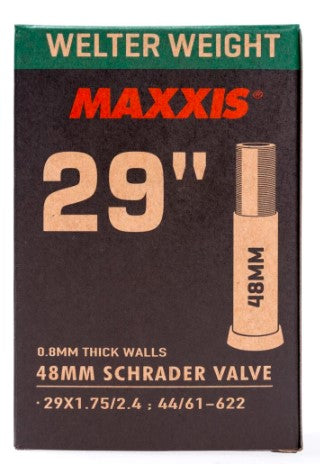 WELTER WEIGHT
MAXXIS®
29"
48MM
0.8MM THICK WALLS
48MM SCHRADER VALVE
·29X1.75/2.4 ; 44/61-622